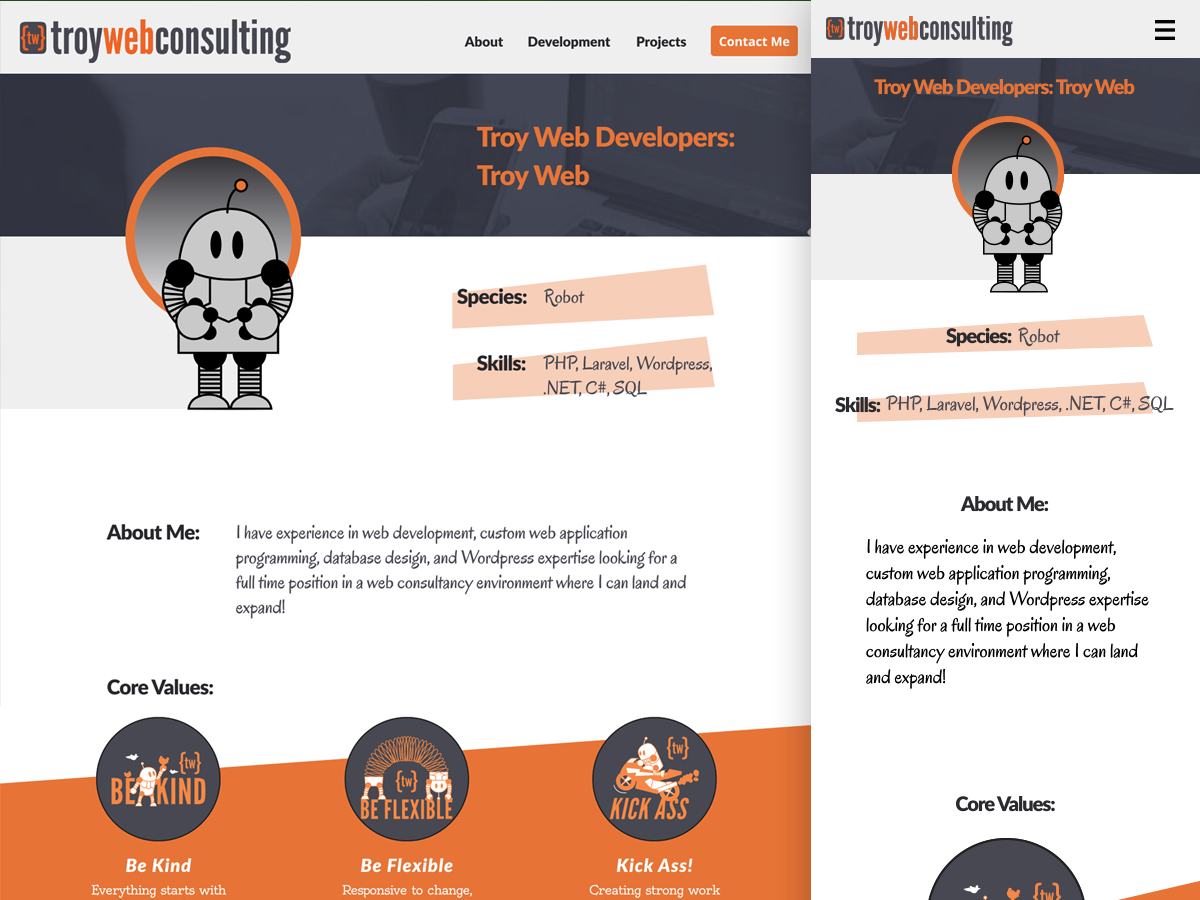 {tw} troywebconsulting
About Development Projects Contact Me
Troy Web Developers:
Troy Web
Species: Robot
Skills: PHP, Laravel, Wordpress,
.NET, C#, SQL
About Me: I have experience in web development, custom web application
programming, database design, and Wordpress expertise looking for a
full time position in a web consultancy environment where I can land and
expand!
Core Values:
{tw}
BE KIND
{tw}
BE FLEXIBLE
{tw}
KICK ASS
Be Kind Be Flexible Kick Ass!
Everything starts with Responsive to change, Creating strong work
{tw} troywebconsulting
Troy Web Developers: Troy Web
Species: Robot
Skills: PHP, Laravel, Wordpress, .NET, C#, SQL
About Me:
I have experience in web development,
custom web application programming,
database design, and Wordpress expertise
looking for a full time position in a web
consultancy environment where I can land
and expand!
Core Values:
{tw}